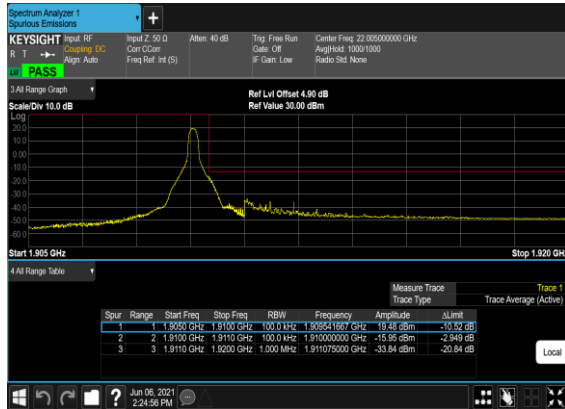 Spectrum Analyzer 1
Spurious Emissions
KEYSIGHT Input: RF Input Z: 50 Ω Atten: 40 dB Trig: Free Run Center Freq: 22.005000000 GHz
R T Coupling: DC Corr CCorr Gate: Off Avg|Hold: 1000/1000
Align: Auto Freq Ref: Int (S) IF Gain: Low Radio Std: None
PASS
3 All Range Graph
Ref Lvl Offset 4.90 dB
Scale/Div 10.0 dB Ref Value 30.00 dBm
Log
20.0
10.0
0.00
-10.0
-20.0
-30.0
-40.0
-50.0
-60.0
Start 1.905 GHz Stop 1.920 GH
4 All Range Table
Measure Trace Trace 1
Trace Type Trace Average (Active)
Spur Range Start Freq Stop Freq RBW Frequency Amplitude ΔLimit
1 1 1.9050 GHz 1.9100 GHz 100.0 kHz 1.909541667 GHz 19.48 dBm -10.52 dB
2 2 1.9100 GHz 1.9110 GHz 100.0 kHz 1.910000000 GHz -15.95 dBm -2.949 dB
3 3 1.9110 GHz 1.9200 GHz 1.000 MHz 1.911075000 GHz -33.84 dBm -20.84 dB
Local
Jun 06, 2021
2:24:56 PM